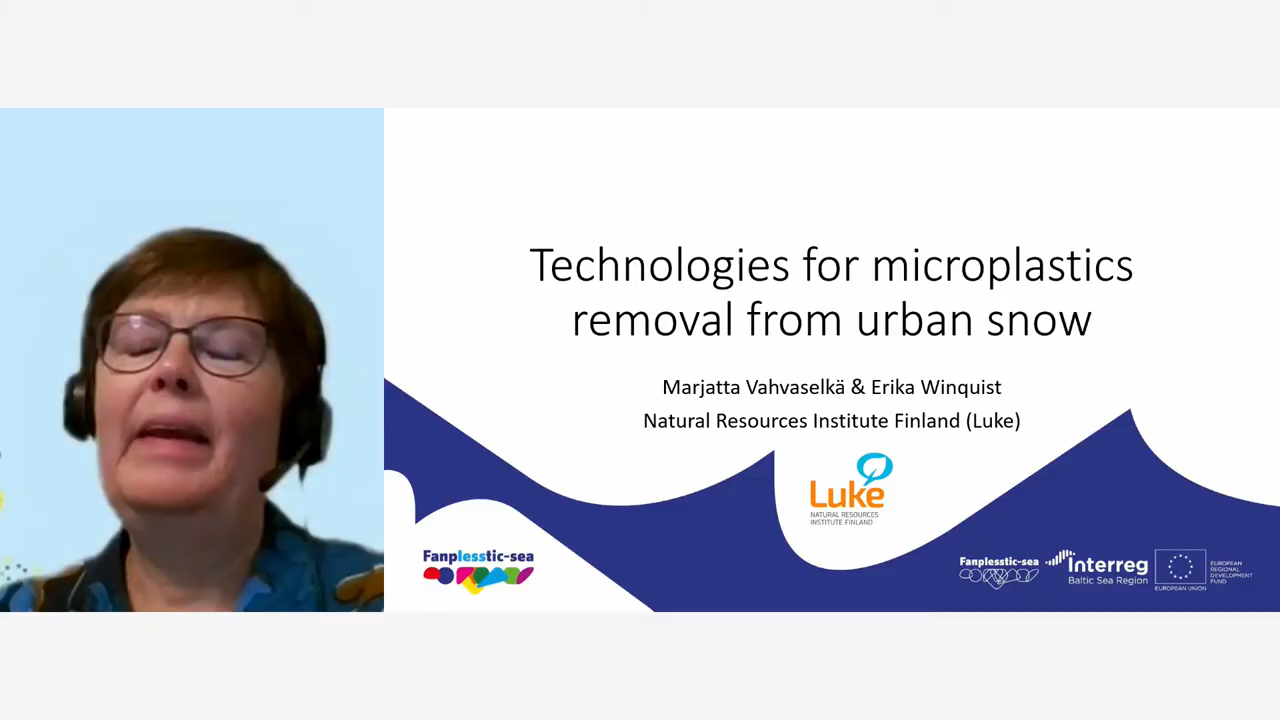 Technologies for microplastics
removal from urban snow
Marjatta Vahvaselkä & Erika Winquist
Natural Resources Institute Finland (Luke)
Luke
NATURAL RESOURCES
INSTITUTE FINLAND
Fanplesstic-sea
Fanplesstic-sea
Interreg
Baltic Sea Region
EUROPEAN UNION
EUROPEAN
REGIONAL
DEVELOPMENT
FUND